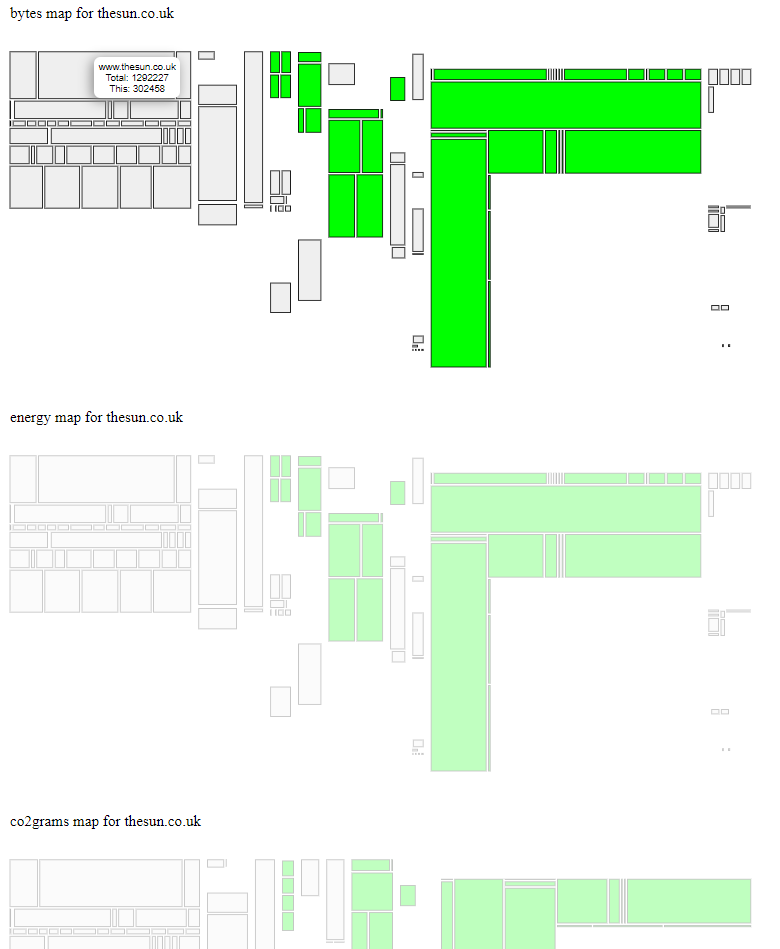 bytes map for thesun.co.uk
www.thesun.co.uk
Total: 1292227
This: 302458
energy map for thesun.co.uk
co2grams map for thesun.co.uk